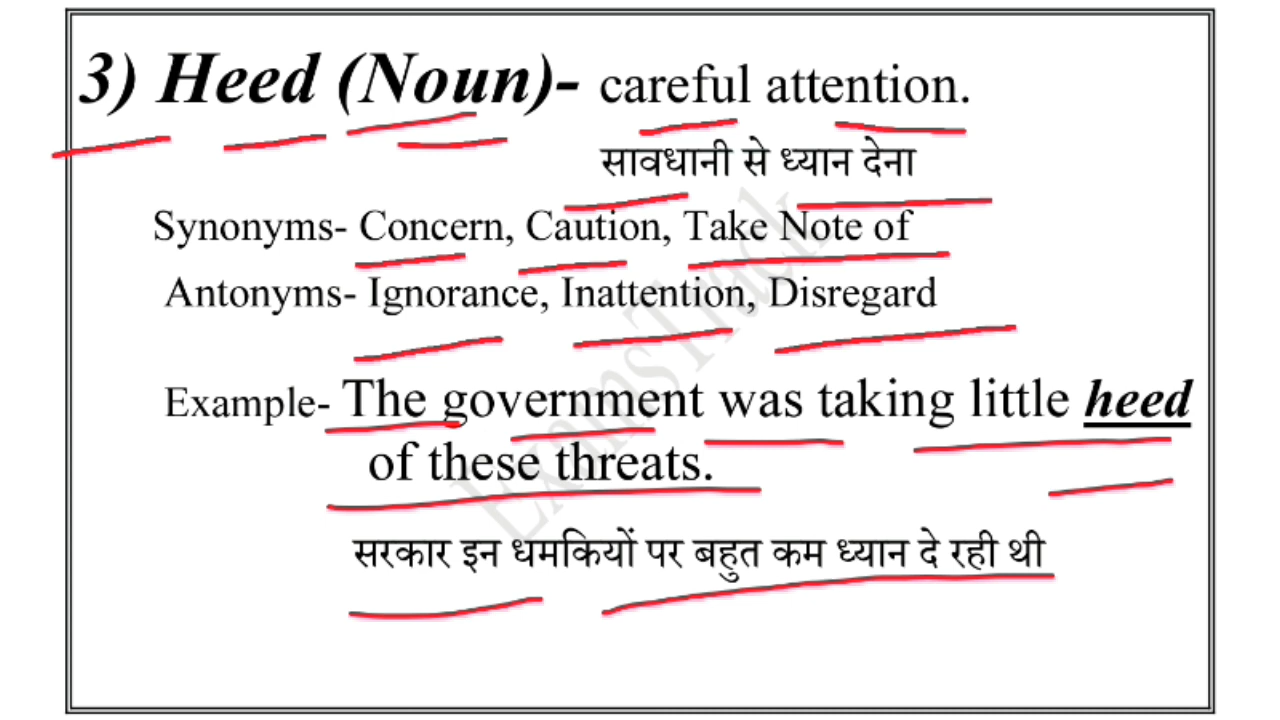 3) Heed (Noun)- careful attention.
सावधानी से ध्यान देना
Synonyms- Concern, Caution, Take Note of
Antonyms- Ignorance, Inattention, Disregard
Example- The government was taking little heed
of these threats.
सरकार इन धमकियों पर बहुत कम ध्यान दे रही थी
ExamsTrack